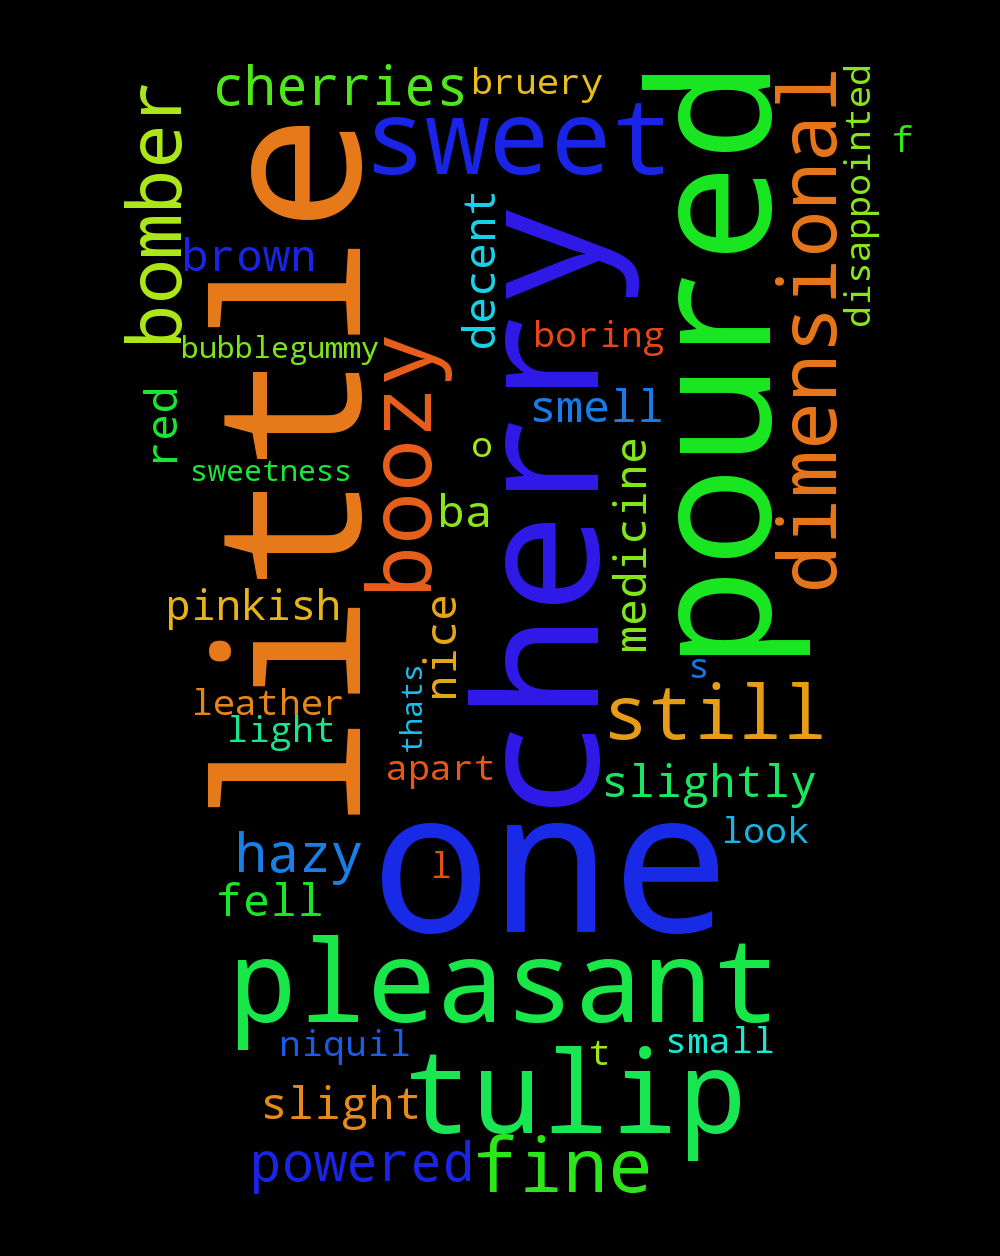 cherries
bruery
sweet
poured
dimensional
disappointed
f
bomber
little
brown
decent
cherry
boring
bubblegummy
boozy
red
smell
o
sweetness
ba
medicine
pinkish
nice
s
leather
light
thats
still
apart
slightly
one
look
hazy
l
fell
pleasant
niquil
t
small
tulip
slight
powered
fine